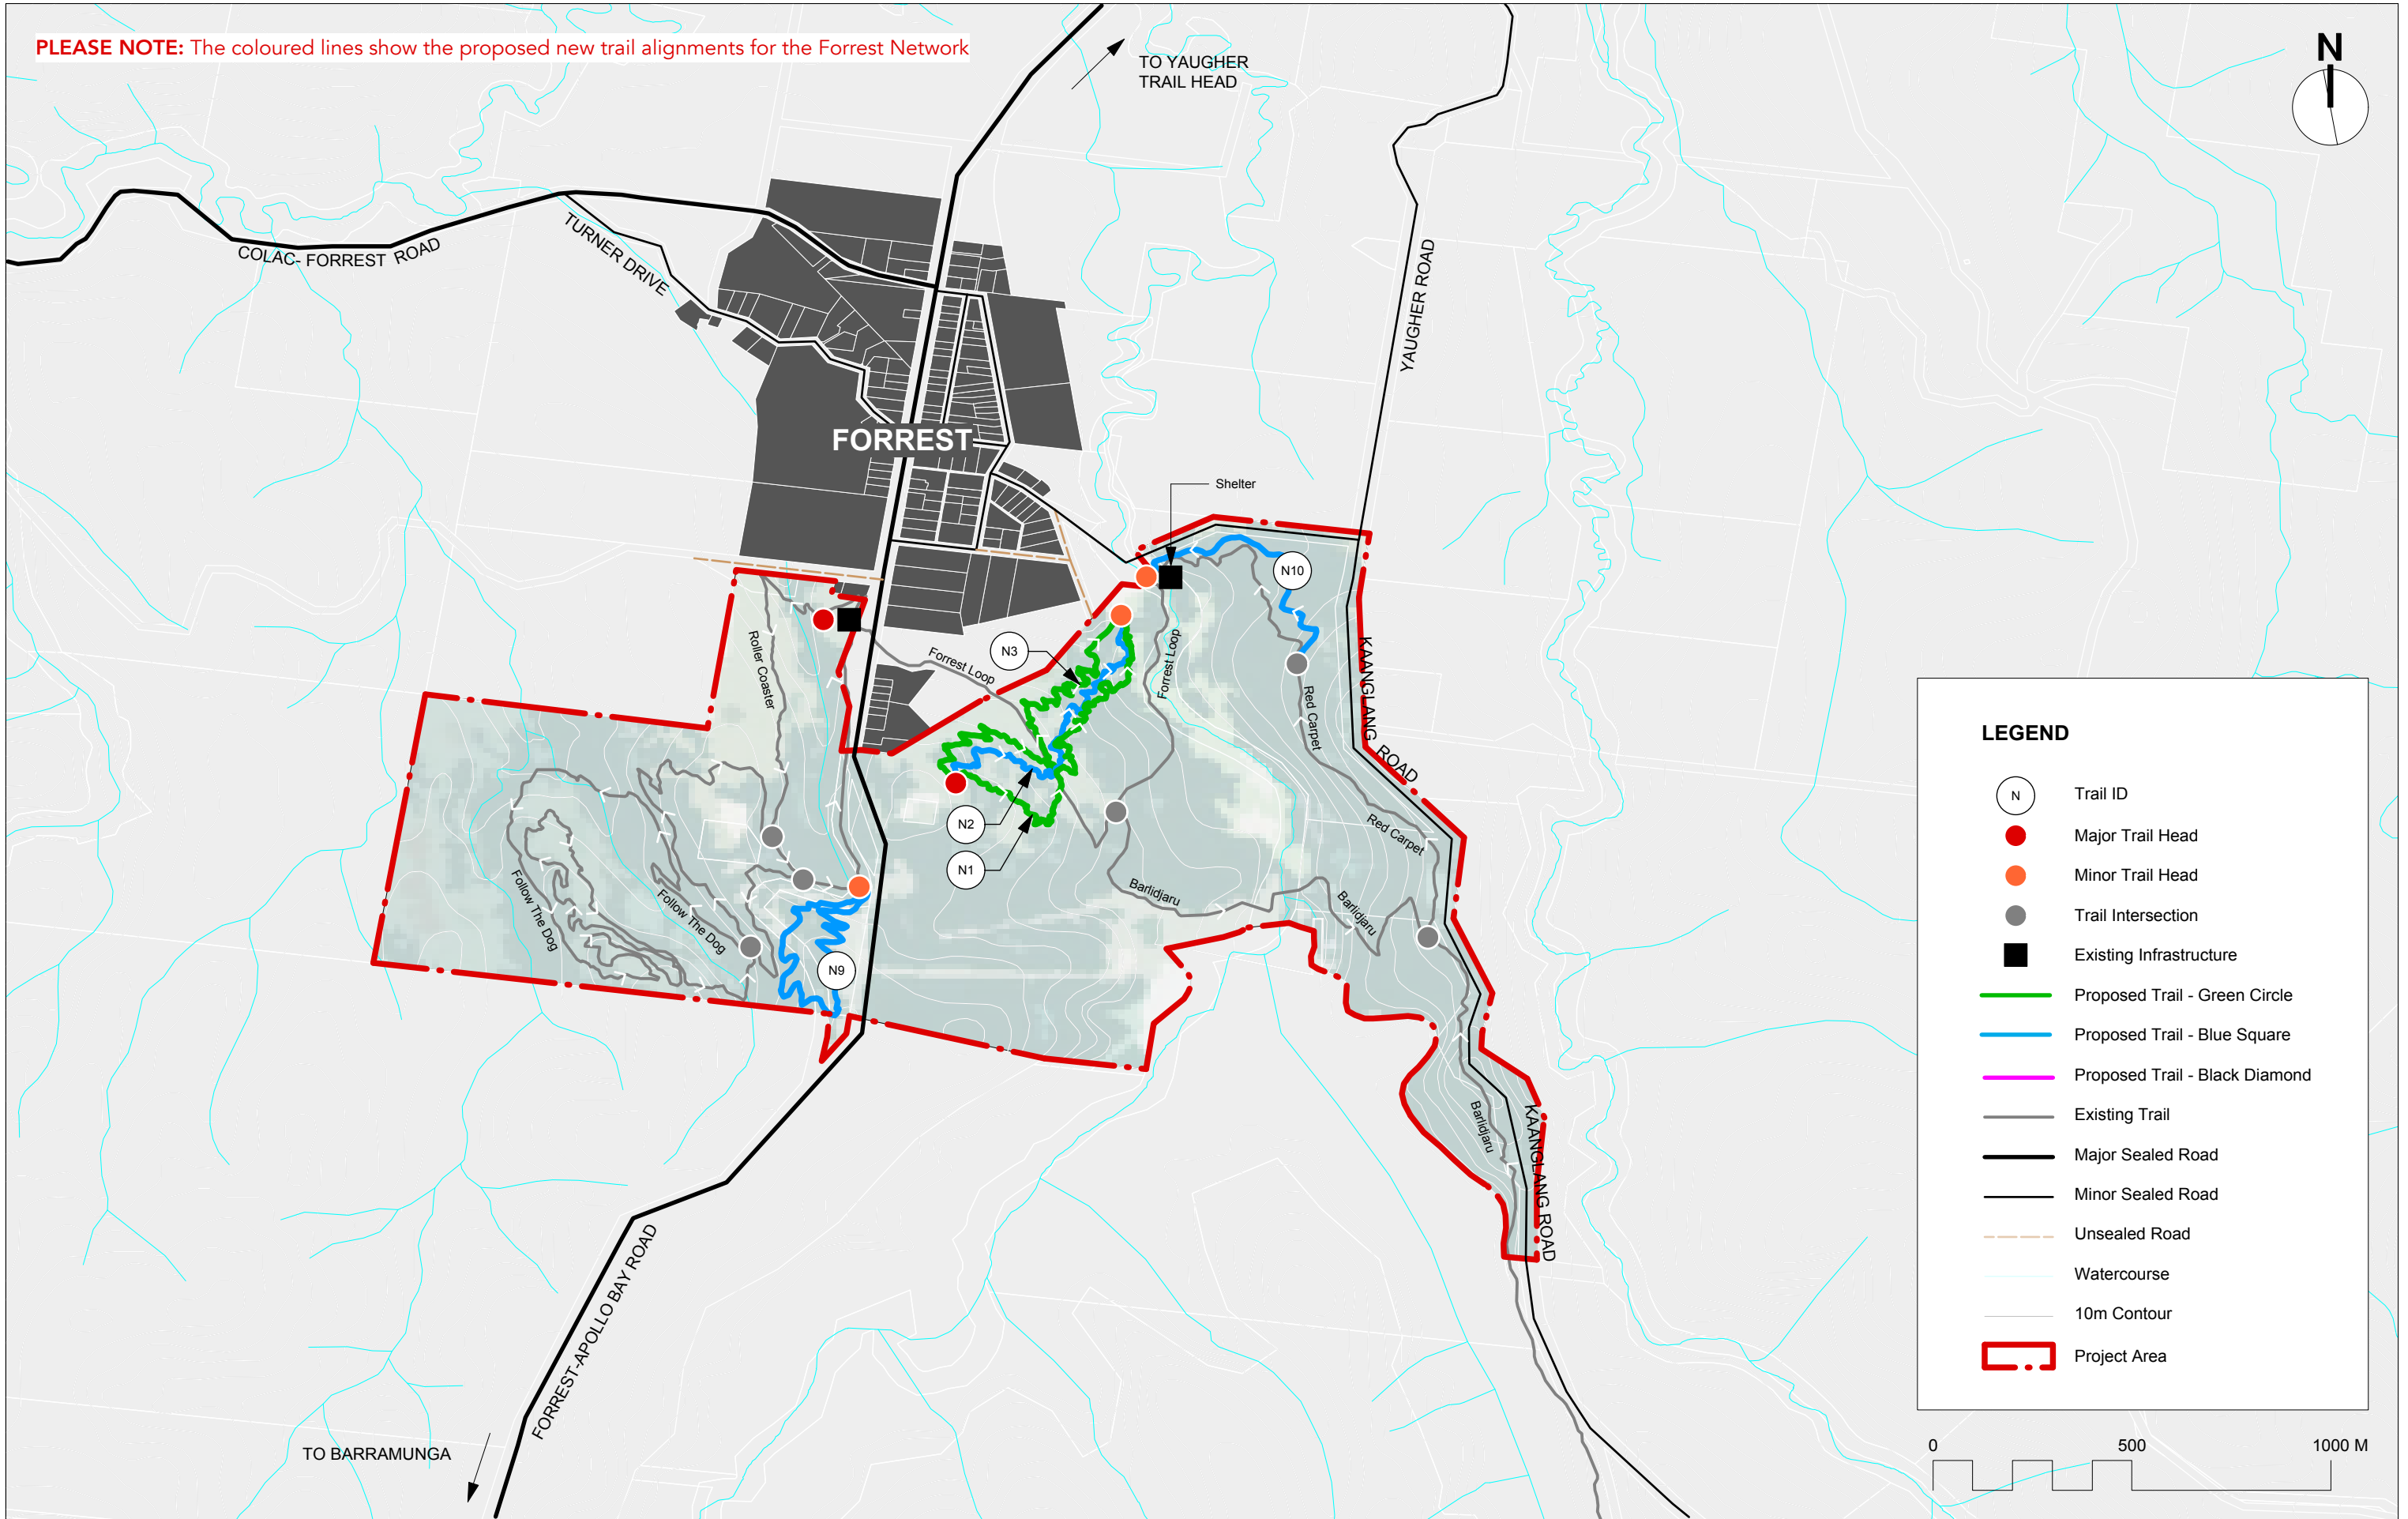 PLEASE NOTE: The coloured lines show the proposed new trail alignments for the Forrest Network
TO YAUGHER
TRAIL HEAD
N
COLAC- FORREST ROAD
TURNER DRIVE
YAUGHER ROAD
FORREST
Shelter
N10
Roller Coaster
Forrest Loop
N3
Forrest Loop
KAANGLANG ROAD
Red Carpet
N2
N1
Red Carpet
Follow The Dog
Follow The Dog
Barlidjaru
Barlidjaru
N9
Barlidjaru
KAANGLANG ROAD
FORREST-APOLLO BAY ROAD
TO BARRAMUNGA
LEGEND
N Trail ID
Major Trail Head
Minor Trail Head
Trail Intersection
Existing Infrastructure
Proposed Trail - Green Circle
Proposed Trail - Blue Square
Proposed Trail - Black Diamond
Existing Trail
Major Sealed Road
Minor Sealed Road
Unsealed Road
Watercourse
10m Contour
Project Area
0 500 1000 M